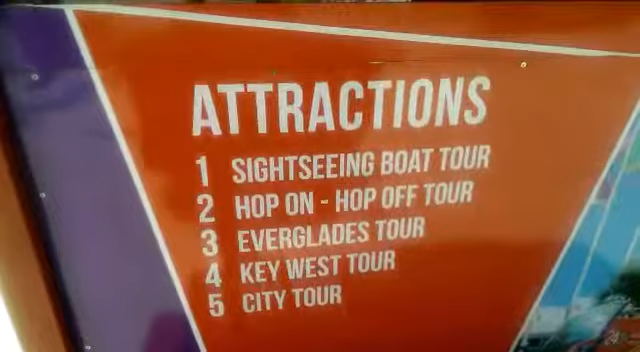 ATTRACTIONS
1 SIGHTSEEING BOAT TOUR
2 HOP ON - HOP OFF TOUR
3 EVERGLADES TOUR
4 KEY WEST TOUR
5 CITY TOUR